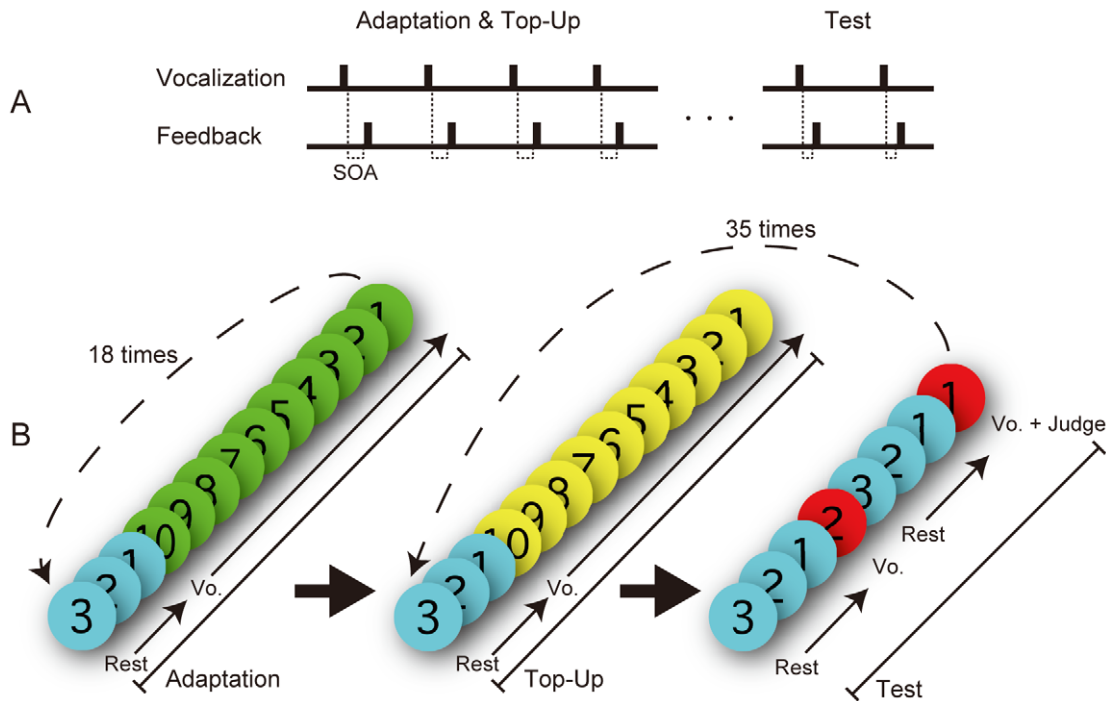 Adaptation & Top-Up
Test
Vocalization
A
Feedback
. . .
SOA
35 times
18 times
B
1
2
3
4
5
6
7
8
9
10
1
2
3
Vo.
Rest
Adaptation
1
2
3
4
5
6
7
8
9
10
1
2
3
Vo.
Rest
Top-Up
1
1
2
3
2
1
2
3
Vo. + Judge
Rest
Vo.
Rest
Test